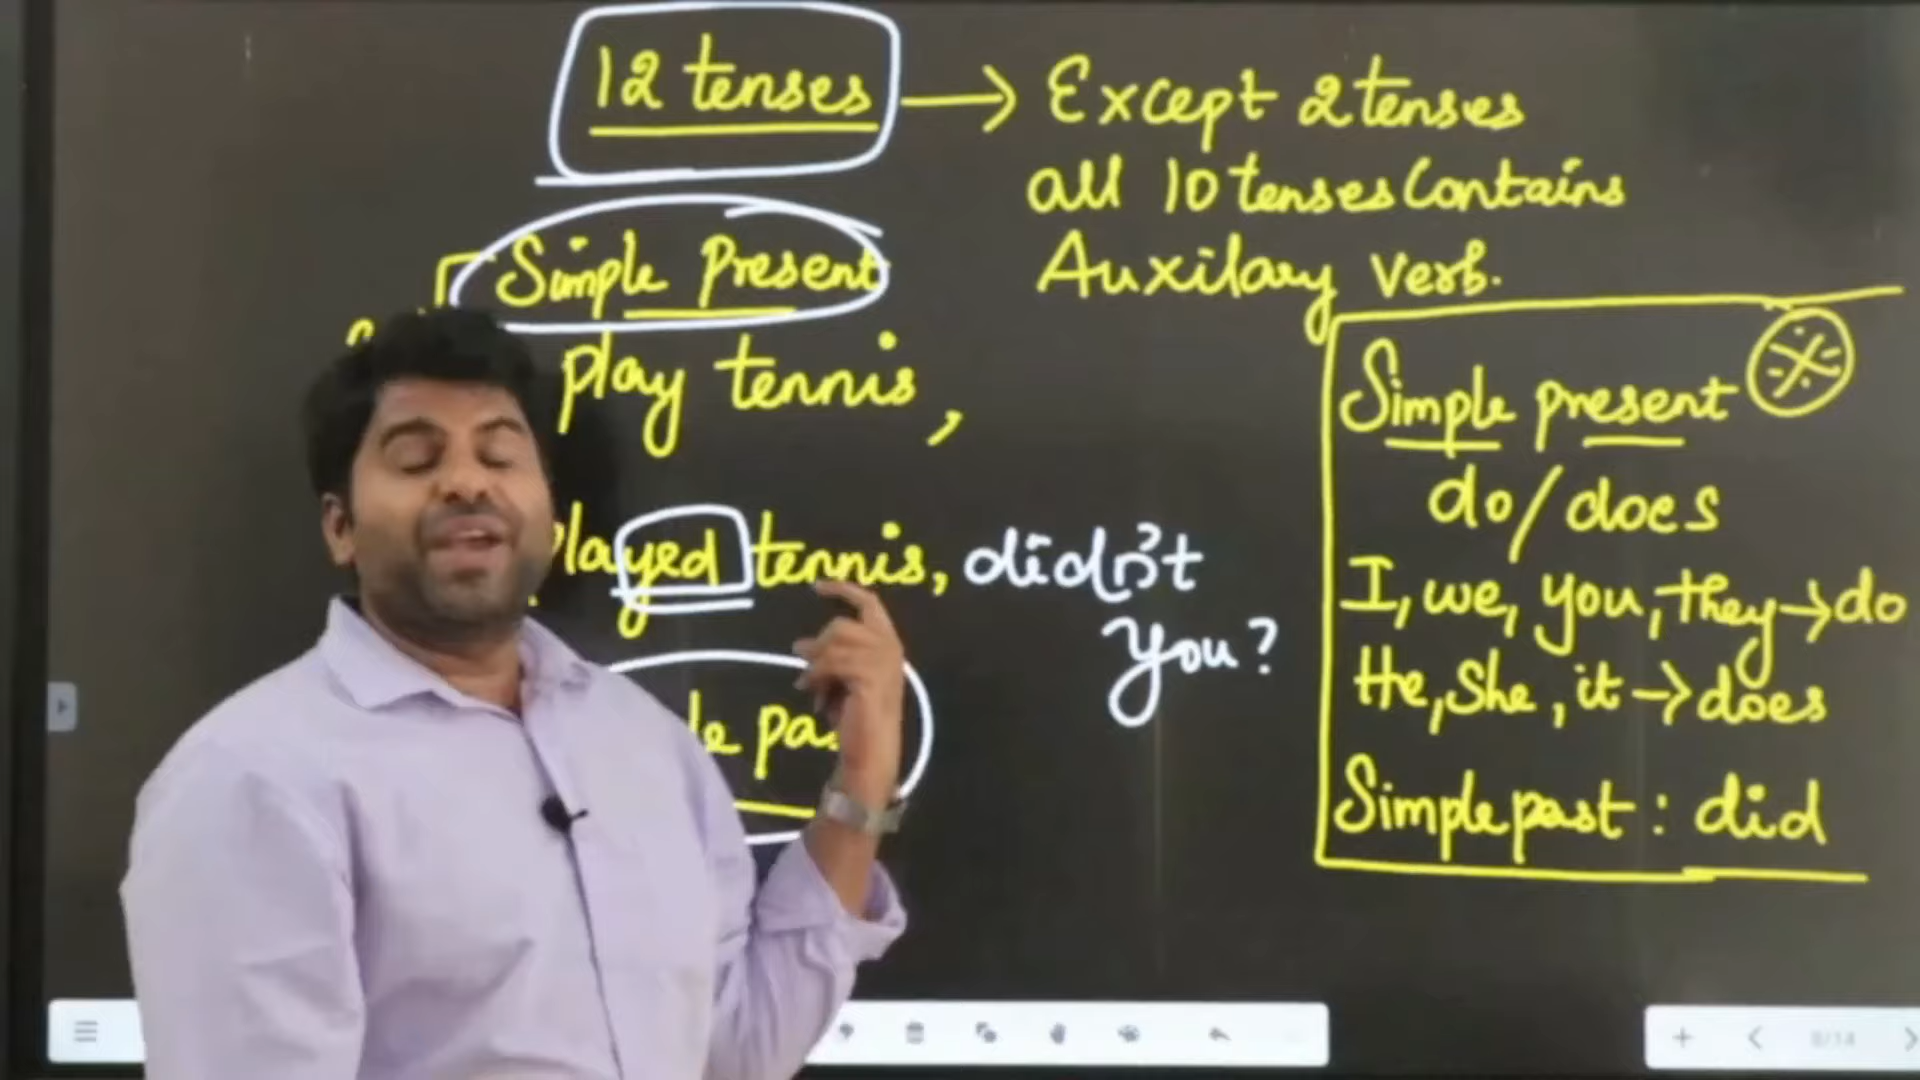 12 tenses → Except 2 tenses
all 10 tenses Contains
Auxilary Verb.
Simple Present
play tennis,
played tennis, didn't
you?
Simple present
do/does
I, we, you, they → do
He, She, it → does
Simple past : did